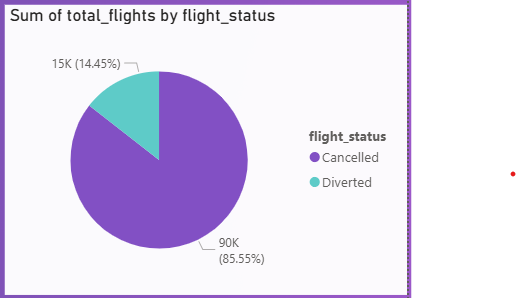 Sum of total_flights by flight_status
15K (14.45%)
flight_status
Cancelled
Diverted
90K
(85.55%)